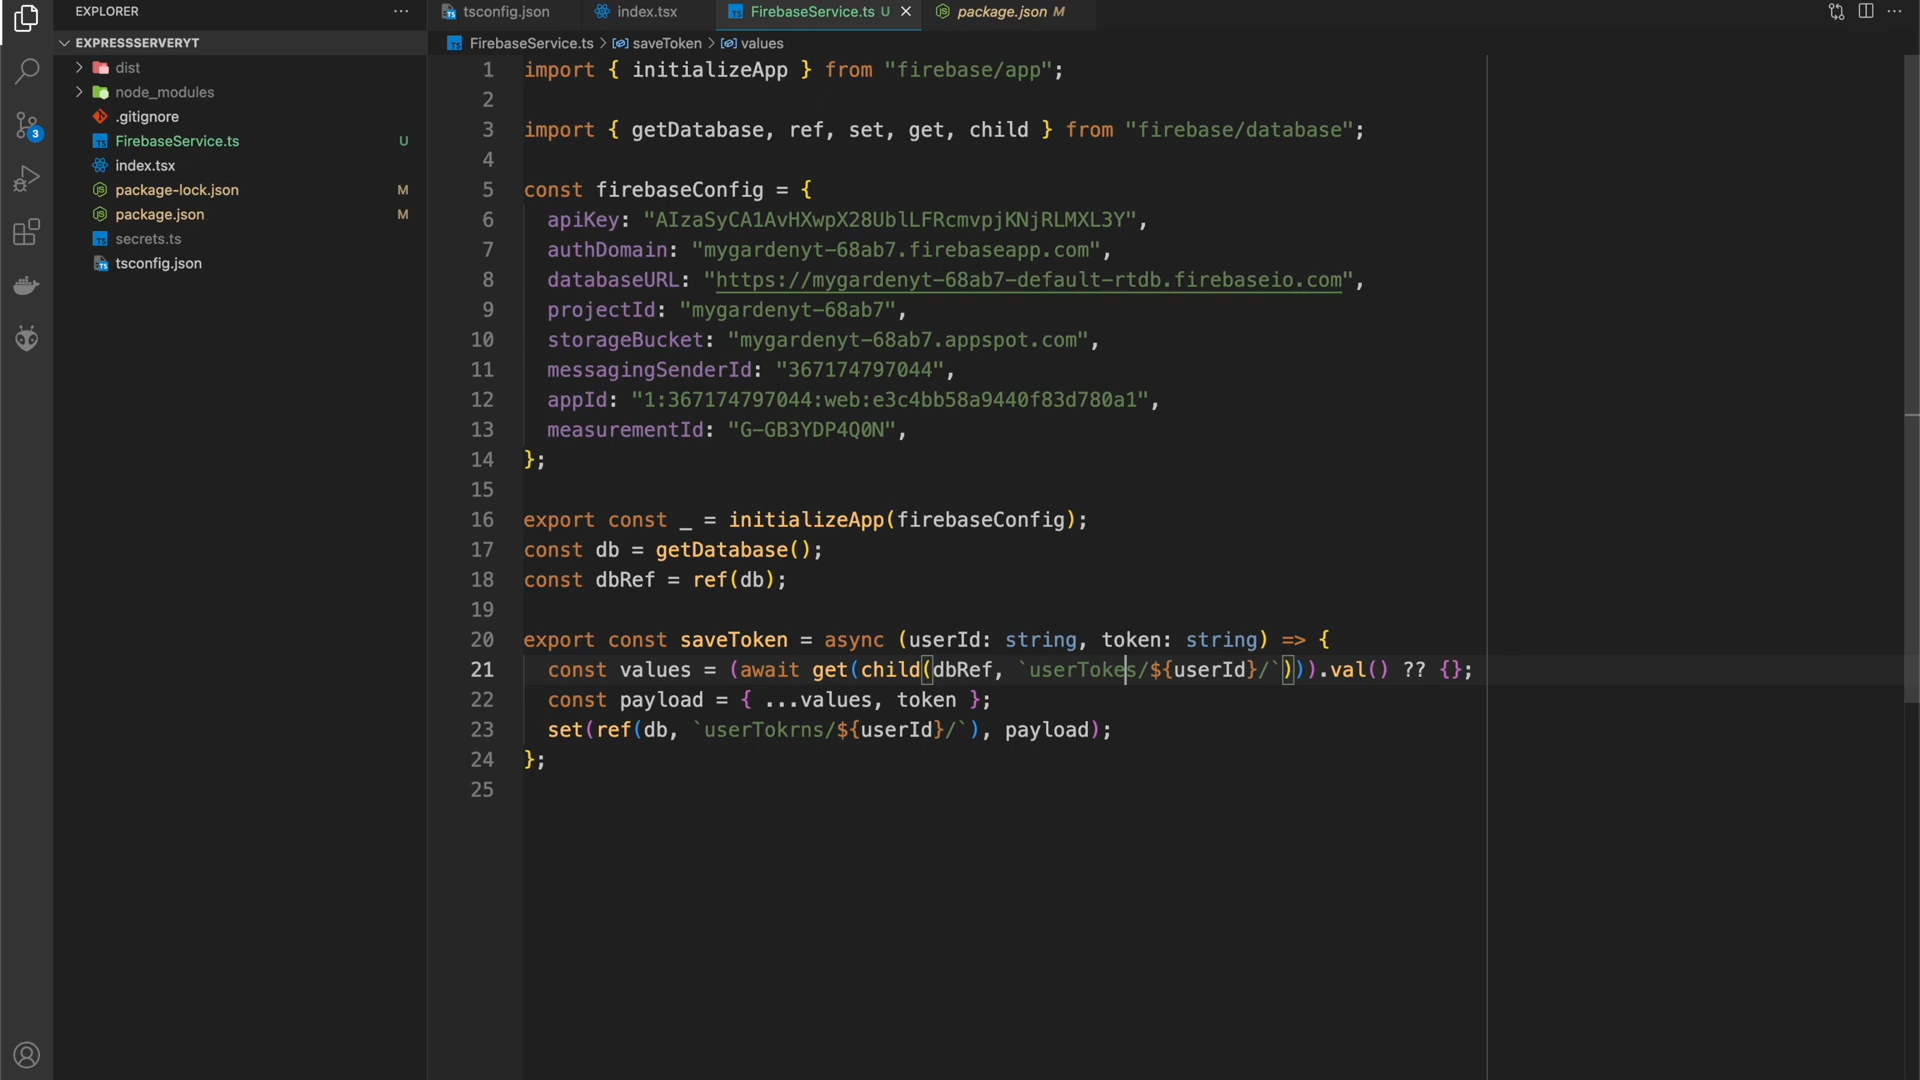 EXPLORER
EXPRESSSERVERYT
dist
node_modules
.gitignore
FirebaseService.ts U
index.tsx
package-lock.json M
package.json M
secrets.ts
tsconfig.json
3
tsconfig.json index.tsx FirebaseService.ts U package.json M
FirebaseService.ts > saveToken > values
1 import { initializeApp } from "firebase/app";
2
3 import { getDatabase, ref, set, get, child } from "firebase/database";
4
5 const firebaseConfig = {
6 apiKey: "AIzaSyCA1AvHXwpX28UblLFRcmvpjKNjRLMXL3Y",
7 authDomain: "mygardenyt-68ab7.firebaseapp.com",
8 databaseURL: "https://mygardenyt-68ab7-default-rtdb.firebaseio.com",
9 projectId: "mygardenyt-68ab7",
10 storageBucket: "mygardenyt-68ab7.appspot.com",
11 messagingSenderId: "367174797044",
12 appId: "1:367174797044:web:e3c4bb58a9440f83d780a1",
13 measurementId: "G-GB3YDP4Q0N",
14 };
15
16 export const _ = initializeApp(firebaseConfig);
17 const db = getDatabase();
18 const dbRef = ref(db);
19
20 export const saveToken = async (userId: string, token: string) => {
21 const values = (await get(child(dbRef, `userTokes/${userId}/`))).val() ?? {};
22 const payload = { ...values, token };
23 set(ref(db, `userTokrns/${userId}/`), payload);
24 };
25